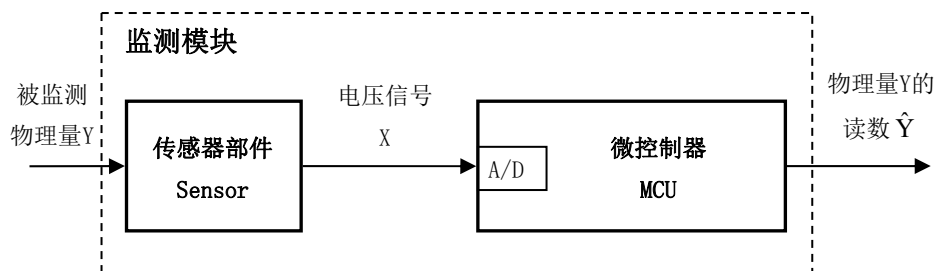 监测模块
被监测
物理量Y
传感器部件
Sensor
电压信号
X
A/D
微控制器
MCU
物理量Y的
读数 Ŷ